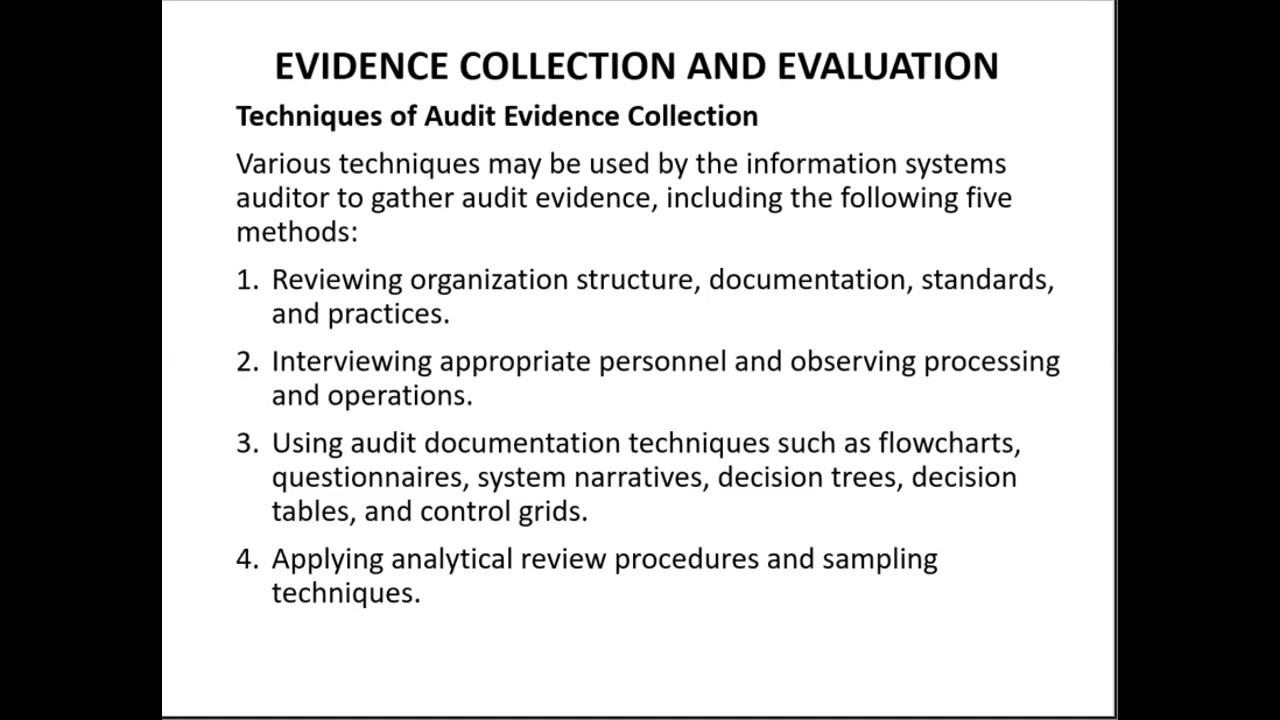 EVIDENCE COLLECTION AND EVALUATION
Techniques of Audit Evidence Collection
Various techniques may be used by the information systems
auditor to gather audit evidence, including the following five
methods:
1. Reviewing organization structure, documentation, standards,
and practices.
2. Interviewing appropriate personnel and observing processing
and operations.
3. Using audit documentation techniques such as flowcharts,
questionnaires, system narratives, decision trees, decision
tables, and control grids.
4. Applying analytical review procedures and sampling
techniques.